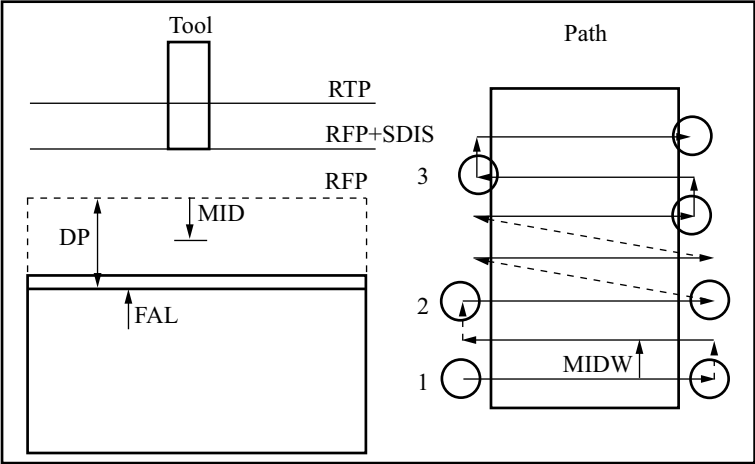 Tool
Path
RTP
RFP+SDIS
RFP
MID
DP
FAL
3
2
MIDW
1